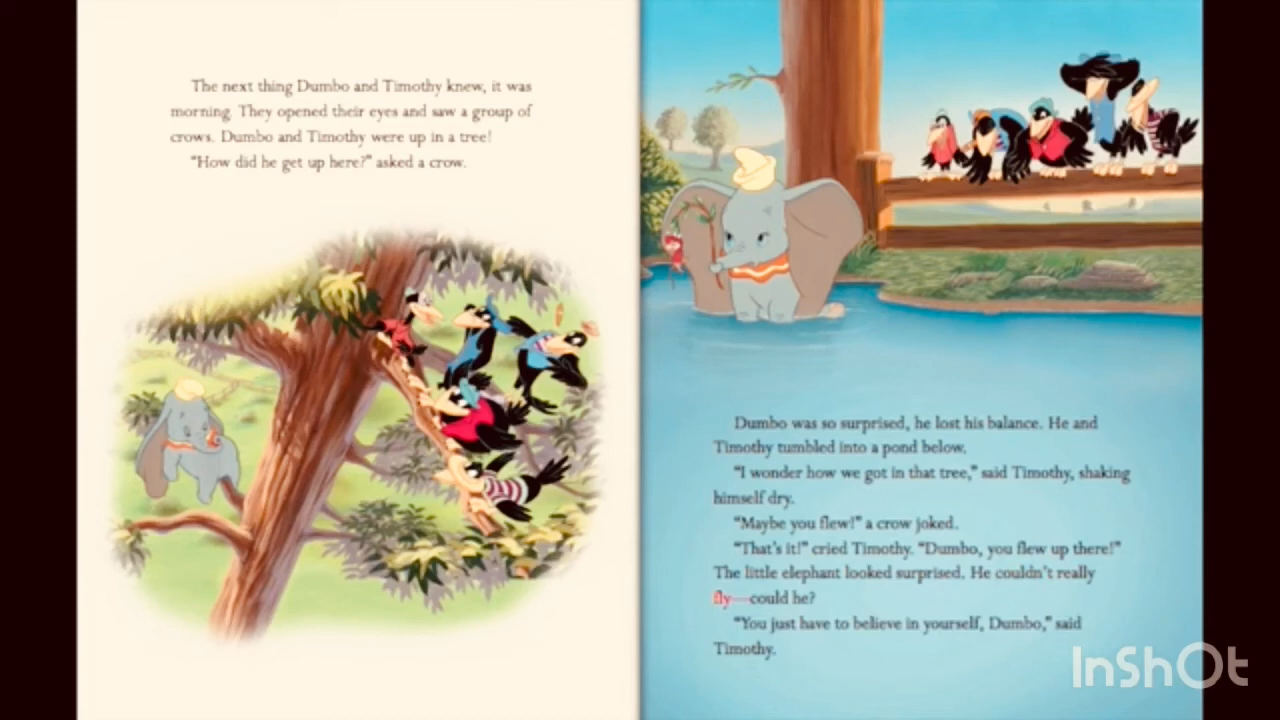 The next thing Dumbo and Timothy knew, it was
morning. They opened their eyes and saw a group of
crows. Dumbo and Timothy were up in a tree!
“How did he get up here?” asked a crow.
Dumbo was so surprised, he lost his balance. He and
Timothy tumbled into a pond below.
“I wonder how we got in that tree,” said Timothy, shaking
himself dry.
“Maybe you flew!” a crow joked.
“That’s it!” cried Timothy. “Dumbo, you flew up there!”
The little elephant looked surprised. He couldn’t really
fly—could he?
“You just have to believe in yourself, Dumbo,” said
Timothy.
InShOt